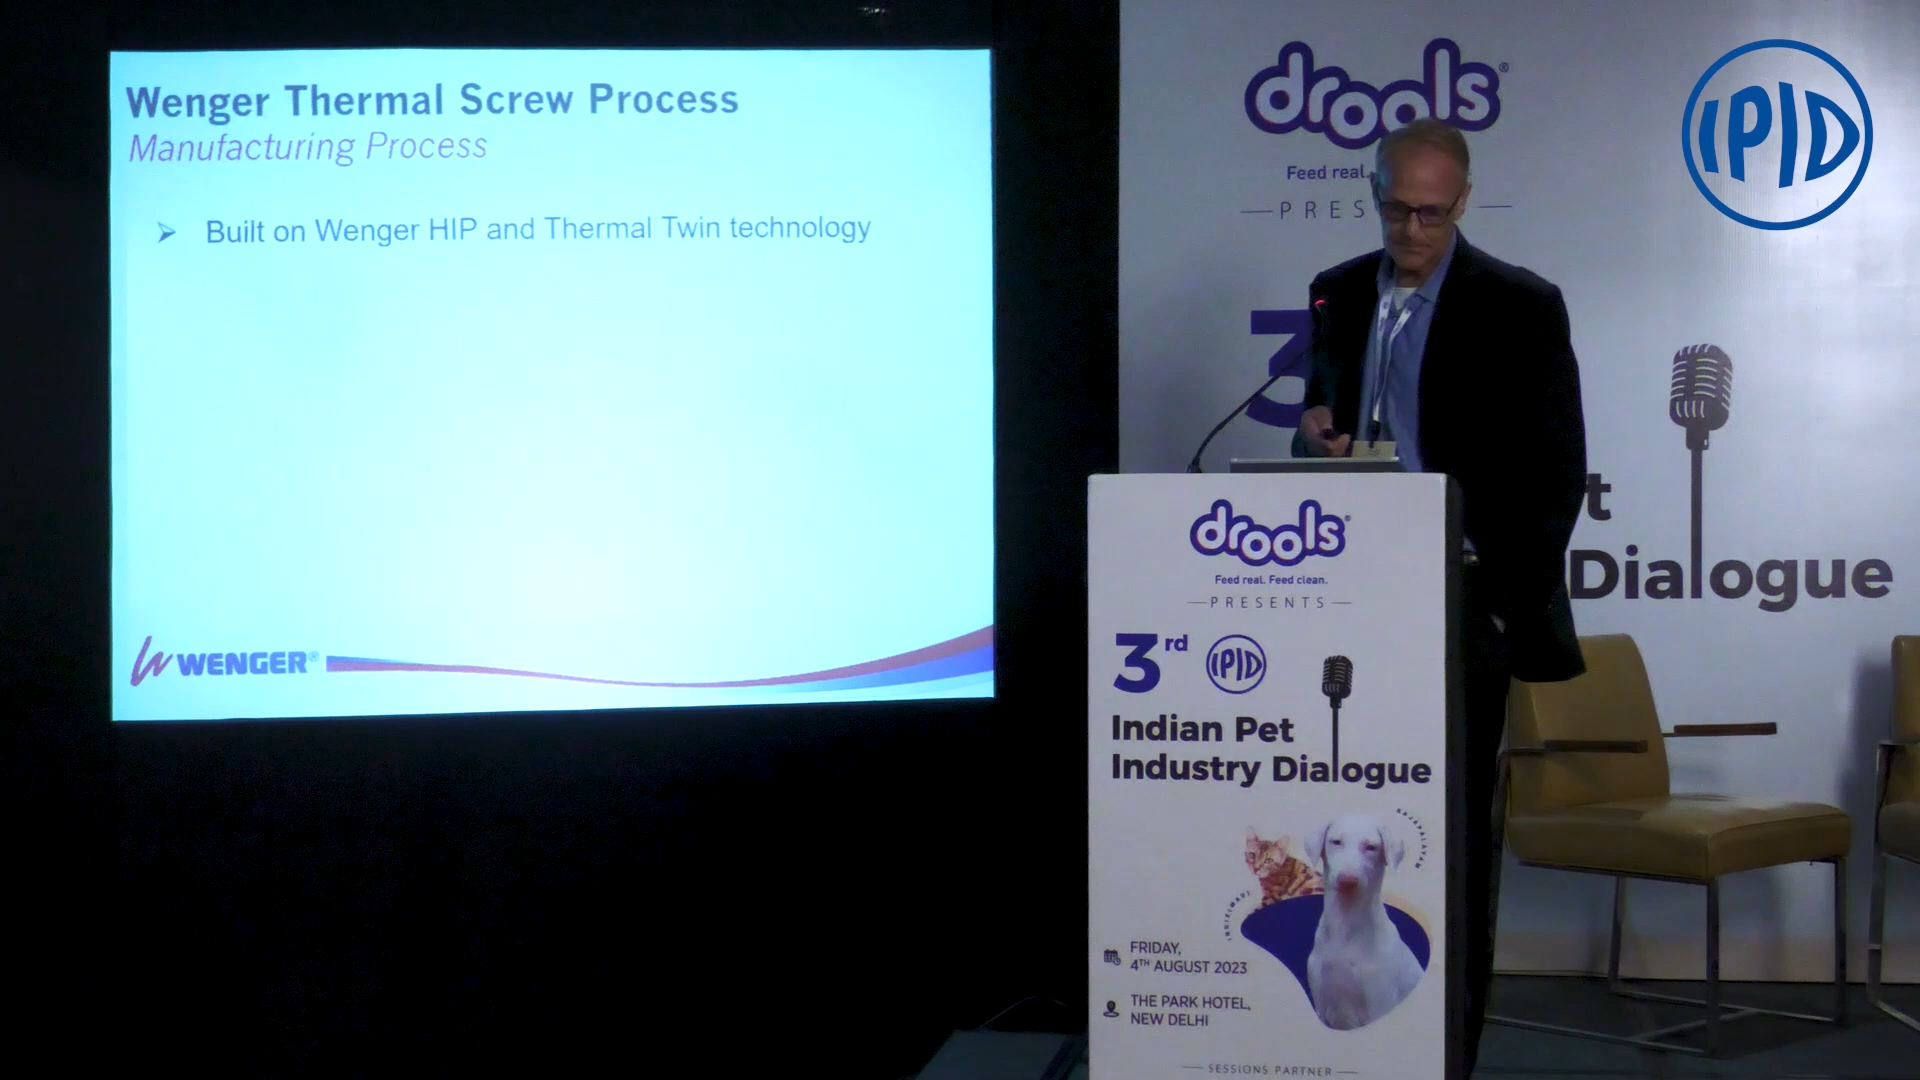 Wenger Thermal Screw Process
Manufacturing Process
➢ Built on Wenger HIP and Thermal Twin technology
WENGER®
drools®
Feed real.
—PRES
3
t
Dialogue
IPID
drools®
Feed real. Feed clean.
—PRESENTS—
3rd IPID
Indian Pet
Industry Dialogue
RAJAPALAYAM
FRIDAY,
4TH AUGUST 2023
THE PARK HOTEL,
NEW DELHI
—SESSIONS PARTNER—